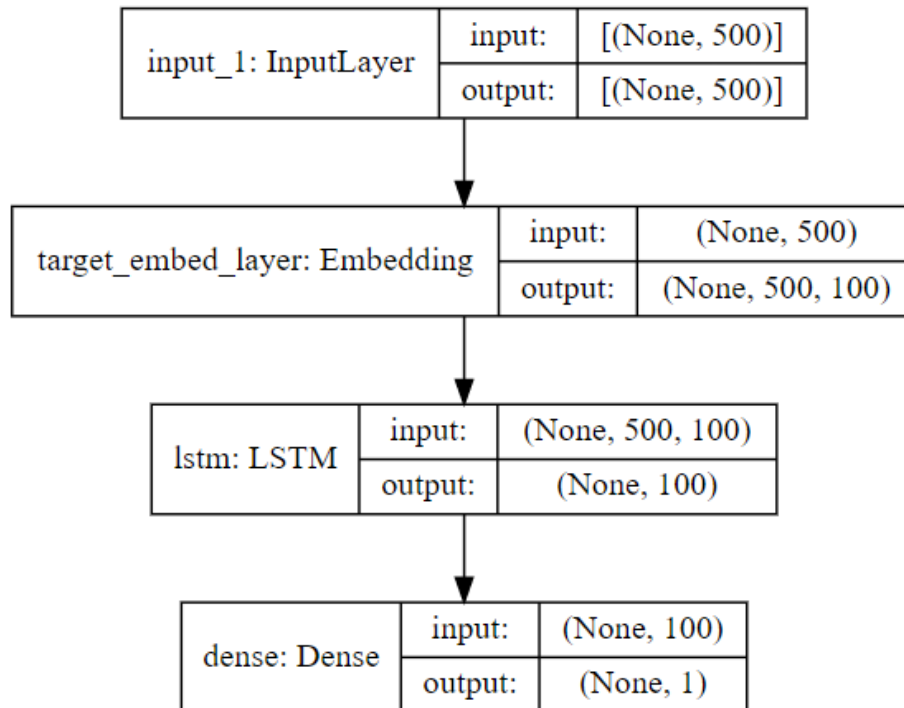 input_1: InputLayer
input: [(None, 500)]
output: [(None, 500)]
target_embed_layer: Embedding
input: (None, 500)
output: (None, 500, 100)
lstm: LSTM
input: (None, 500, 100)
output: (None, 100)
dense: Dense
input: (None, 100)
output: (None, 1)